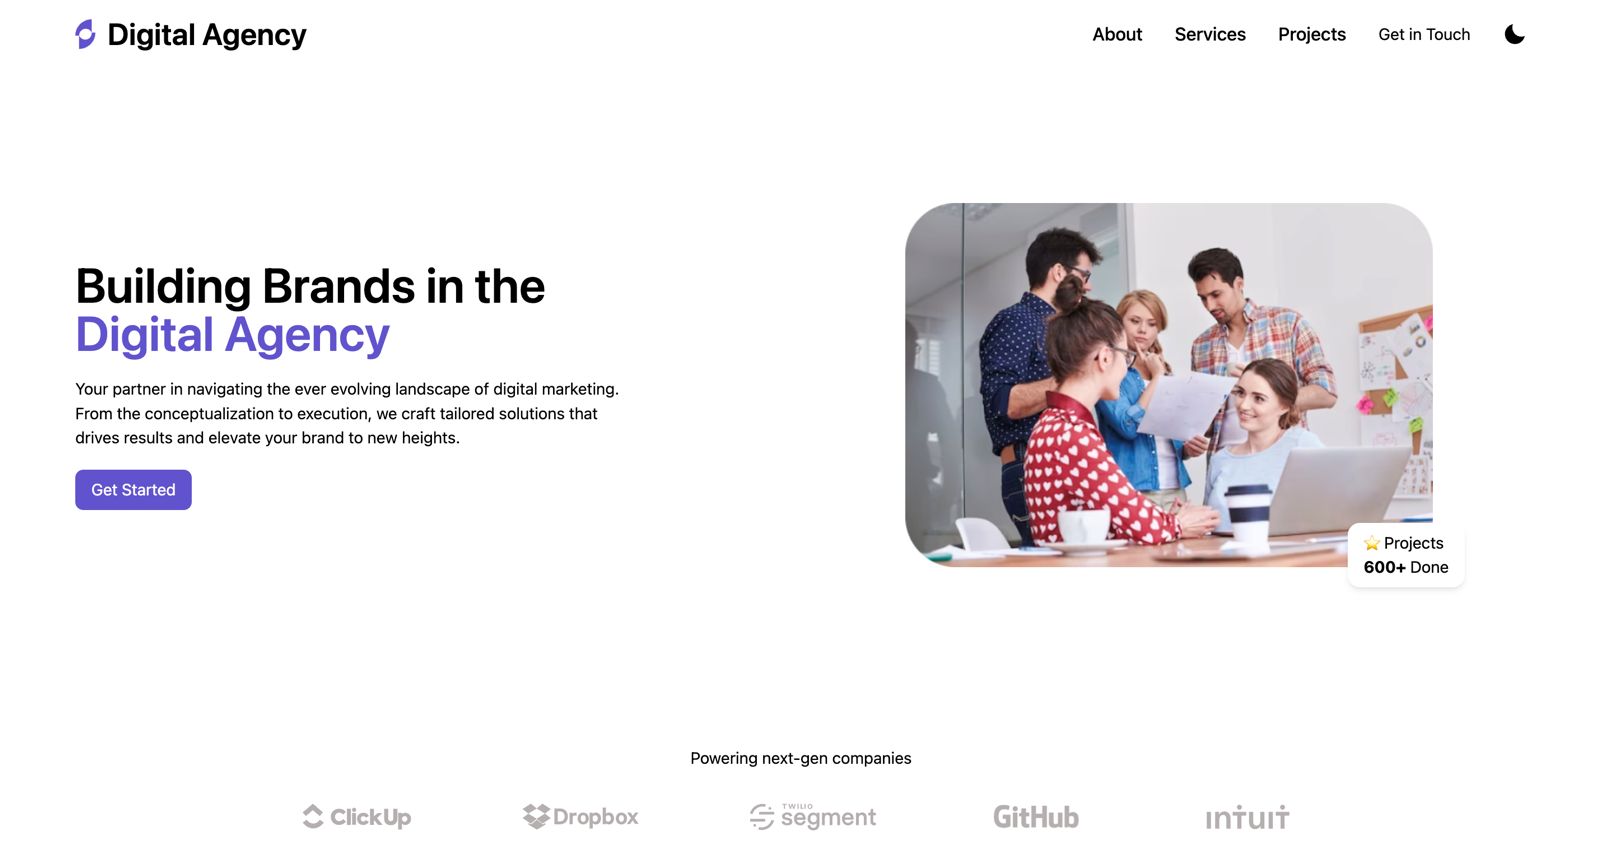 Digital Agency
About
Services
Projects
Get in Touch
Building Brands in the
Digital Agency
Your partner in navigating the ever evolving landscape of digital marketing.
From the conceptualization to execution, we craft tailored solutions that
drives results and elevate your brand to new heights.
Get Started
⭐ Projects
600+ Done
Powering next-gen companies
ClickUp
Dropbox
TWILIO
segment
GitHub
intuit